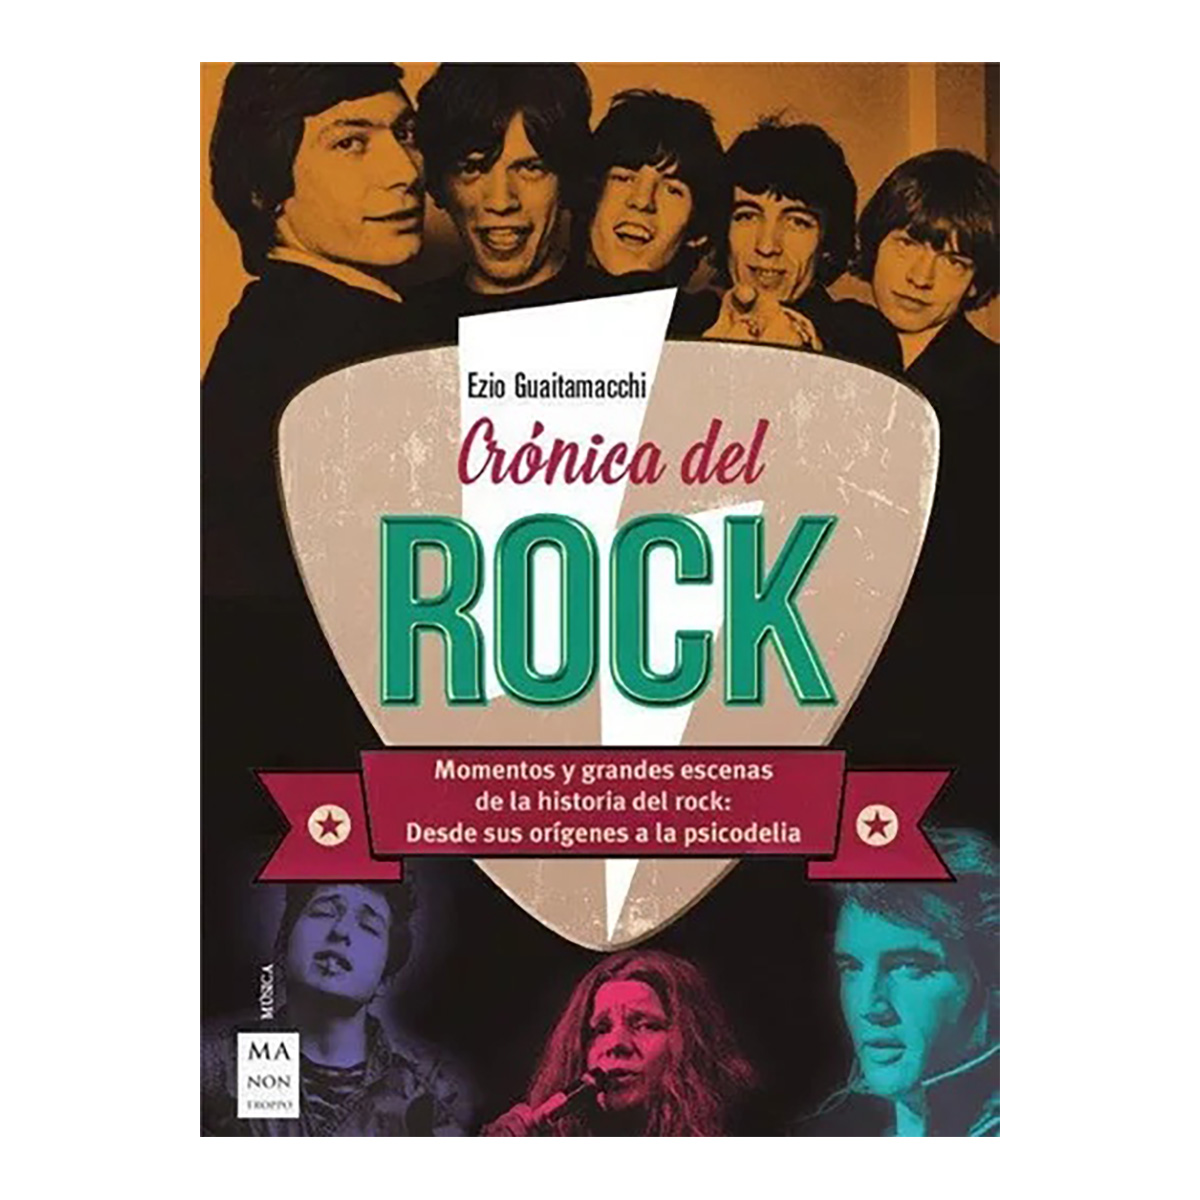 Ezio Guaitamacchi
Crónica del
ROCK
Momentos y grandes escenas
de la historia del rock:
Desde sus orígenes a la psicodelia
MÚSICA
MA
NON
TROPPO